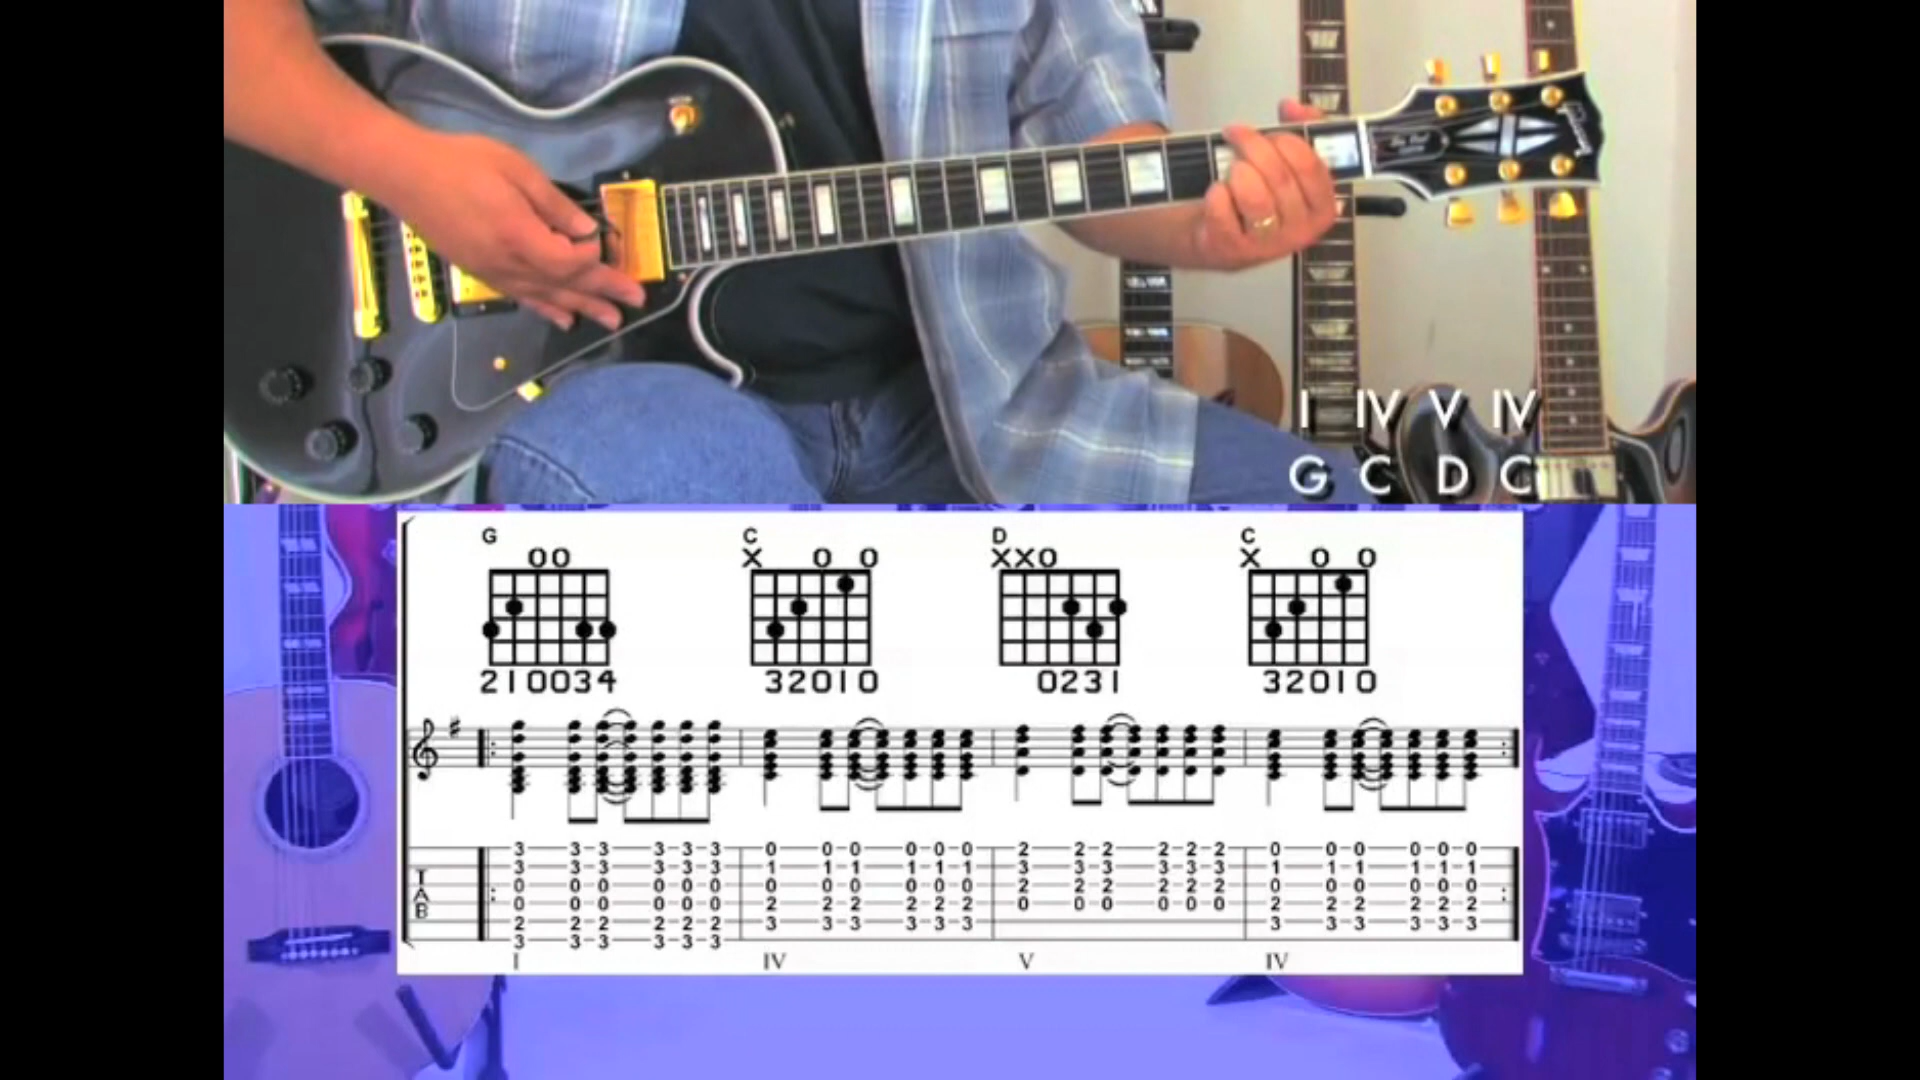 Gibson
I IV V IV
G C D C
G C D C
OO X O O XXO X O O
210034 32010 0231 32010
3 3 3 3 3 3 0 0 0 0 0 0 2 2 2 2 2 2 0 0 0 0 0 0
3 3 3 3 3 3 1 1 1 1 1 1 3 3 3 3 3 3 1 1 1 1 1 1
T 0 0 0 0 0 0 0 0 0 0 0 0 2 2 2 2 2 2 0 0 0 0 0 0
A 0 0 0 0 0 0 2 2 2 2 2 2 0 0 0 0 0 0 2 2 2 2 2 2
B 2 2 2 2 2 2 3 3 3 3 3 3 3 3 3 3 3 3
3 3 3 3 3 3
I IV V IV